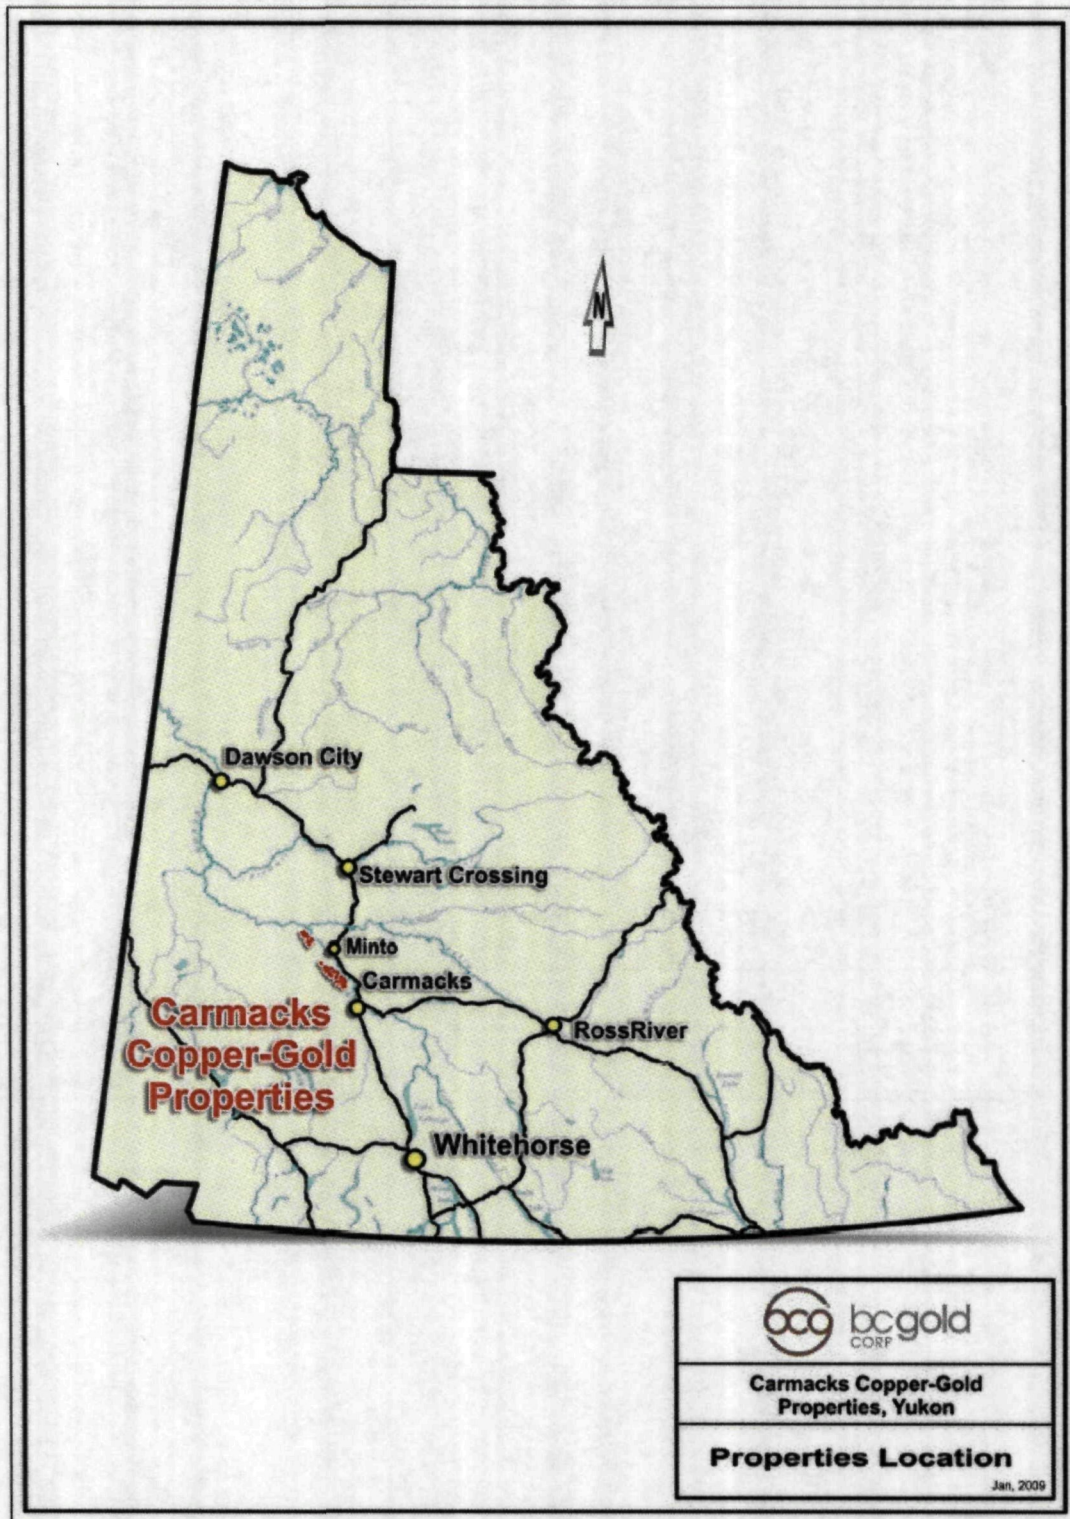 N
Dawson City
Stewart Crossing
Minto
Carmacks
Carmacks
Copper-Gold
Properties
RossRiver
Whitehorse
bcg bcgold
CORP
Carmacks Copper-Gold
Properties, Yukon
Properties Location
Jan, 2009